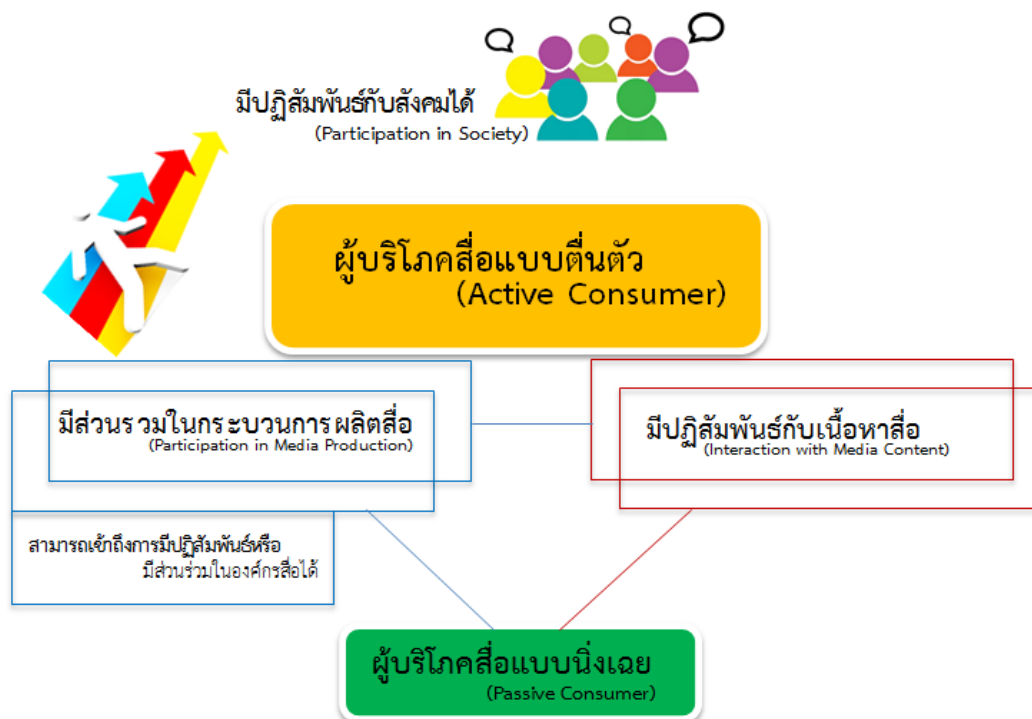 มีปฏิสัมพันธ์กับสังคมได้
(Participation in Society)
ผู้บริโภคสื่อแบบตื่นตัว
(Active Consumer)
มีส่วนรวมในกระบวนการผลิตสื่อ
(Participation in Media Production)
มีปฏิสัมพันธ์กับเนื้อหาสื่อ
(Interaction with Media Content)
สามารถเข้าถึงการมีปฏิสัมพันธ์หรือ
มีส่วนร่วมในองค์กรสื่อได้
ผู้บริโภคสื่อแบบนิ่งเฉย
(Passive Consumer)